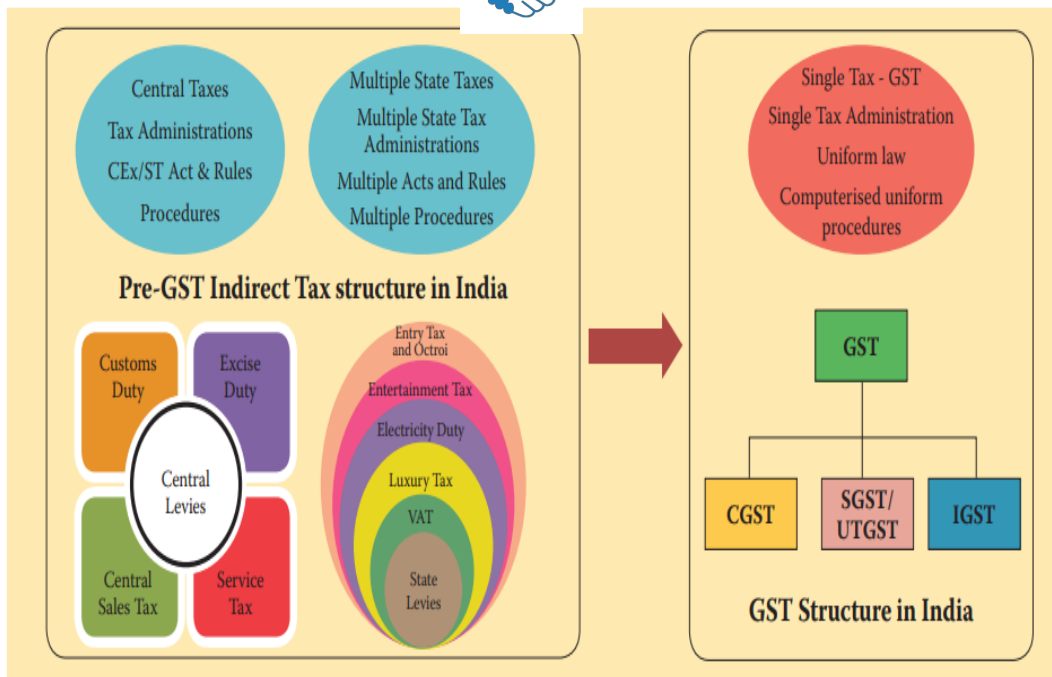 Central Taxes
Tax Administrations
CEx/ST Act & Rules
Procedures
Multiple State Taxes
Multiple State Tax
Administrations
Multiple Acts and Rules
Multiple Procedures
Pre-GST Indirect Tax structure in India
Customs
Duty
Excise
Duty
Central
Levies
Central
Sales Tax
Service
Tax
Entry Tax
and Octroi
Entertainment Tax
Electricity Duty
Luxury Tax
VAT
State
Levies
Single Tax - GST
Single Tax Administration
Uniform law
Computerised uniform
procedures
GST
CGST
SGST/
UTGST
IGST
GST Structure in India